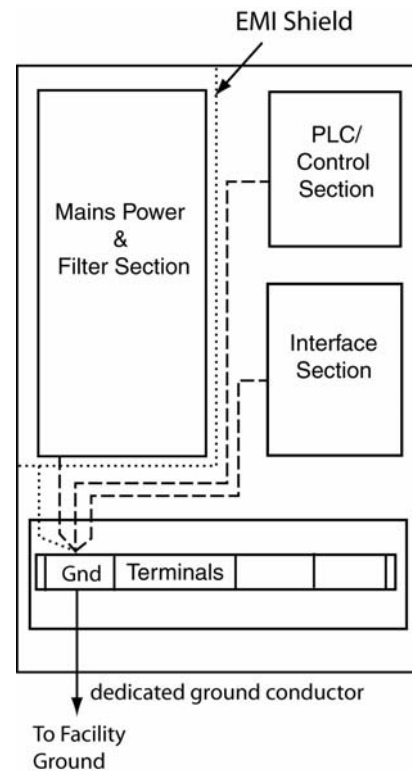 EMI Shield
PLC/
Control
Section
Mains Power
&
Filter Section
Interface
Section
Gnd
Terminals
dedicated ground conductor
To Facility
Ground